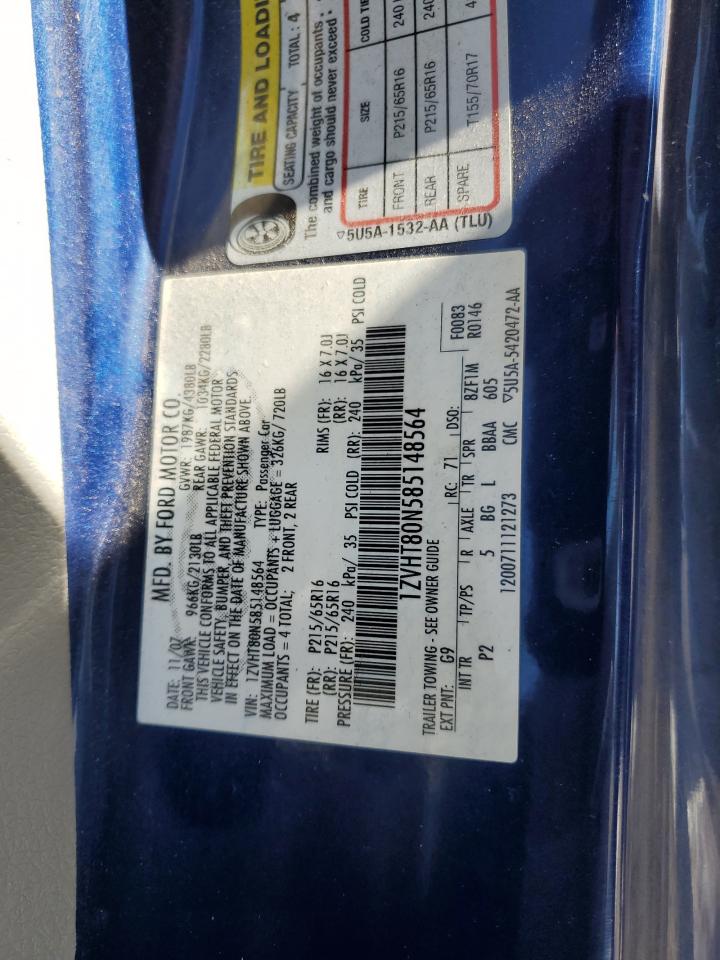 TIRE AND LOADI
SEATING CAPACITY TOTAL: 4
The combined weight of occupants
and cargo should never exceed:
TIRE SIZE COLD TIR
FRONT P215/65R16 240
REAR P215/65R16 240
SPARE T155/70R17 4
▽5U5A-1532-AA (TLU)
MFD. BY FORD MOTOR CO.
DATE: 11/07 GVWR: 1987KG/4380LB
FRONT GAWR: 966KG/2130LB REAR GAWR: 1034KG/2280LB
THIS VEHICLE CONFORMS TO ALL APPLICABLE FEDERAL MOTOR
VEHICLE SAFETY, BUMPER, AND THEFT PREVENTION STANDARDS
IN EFFECT ON THE DATE OF MANUFACTURE SHOWN ABOVE.
VIN: 1ZVHT80N585148564 TYPE: Passenger Car
MAXIMUM LOAD = OCCUPANTS + LUGGAGE = 326KG/720LB
OCCUPANTS = 4 TOTAL; 2 FRONT, 2 REAR
TIRE (FR): P215/65R16 RIMS (FR): 16 X 7.0J
(RR): P215/65R16 (RR): 16 X 7.0J
PRESSURE (FR): 240 kPa/ 35 PSI COLD (RR): 240 kPa/ 35 PSI COLD
1ZVHT80N585148564
TRAILER TOWING - SEE OWNER GUIDE F0083
EXT PNT: G9 RC: 71 DSO: R0146
INT TR TP/PS R AXLE TR SPR 8ZF1M
P2 5 BG L BBAA 605
12007111121273 CMC ▽5U5A-5420472-AA